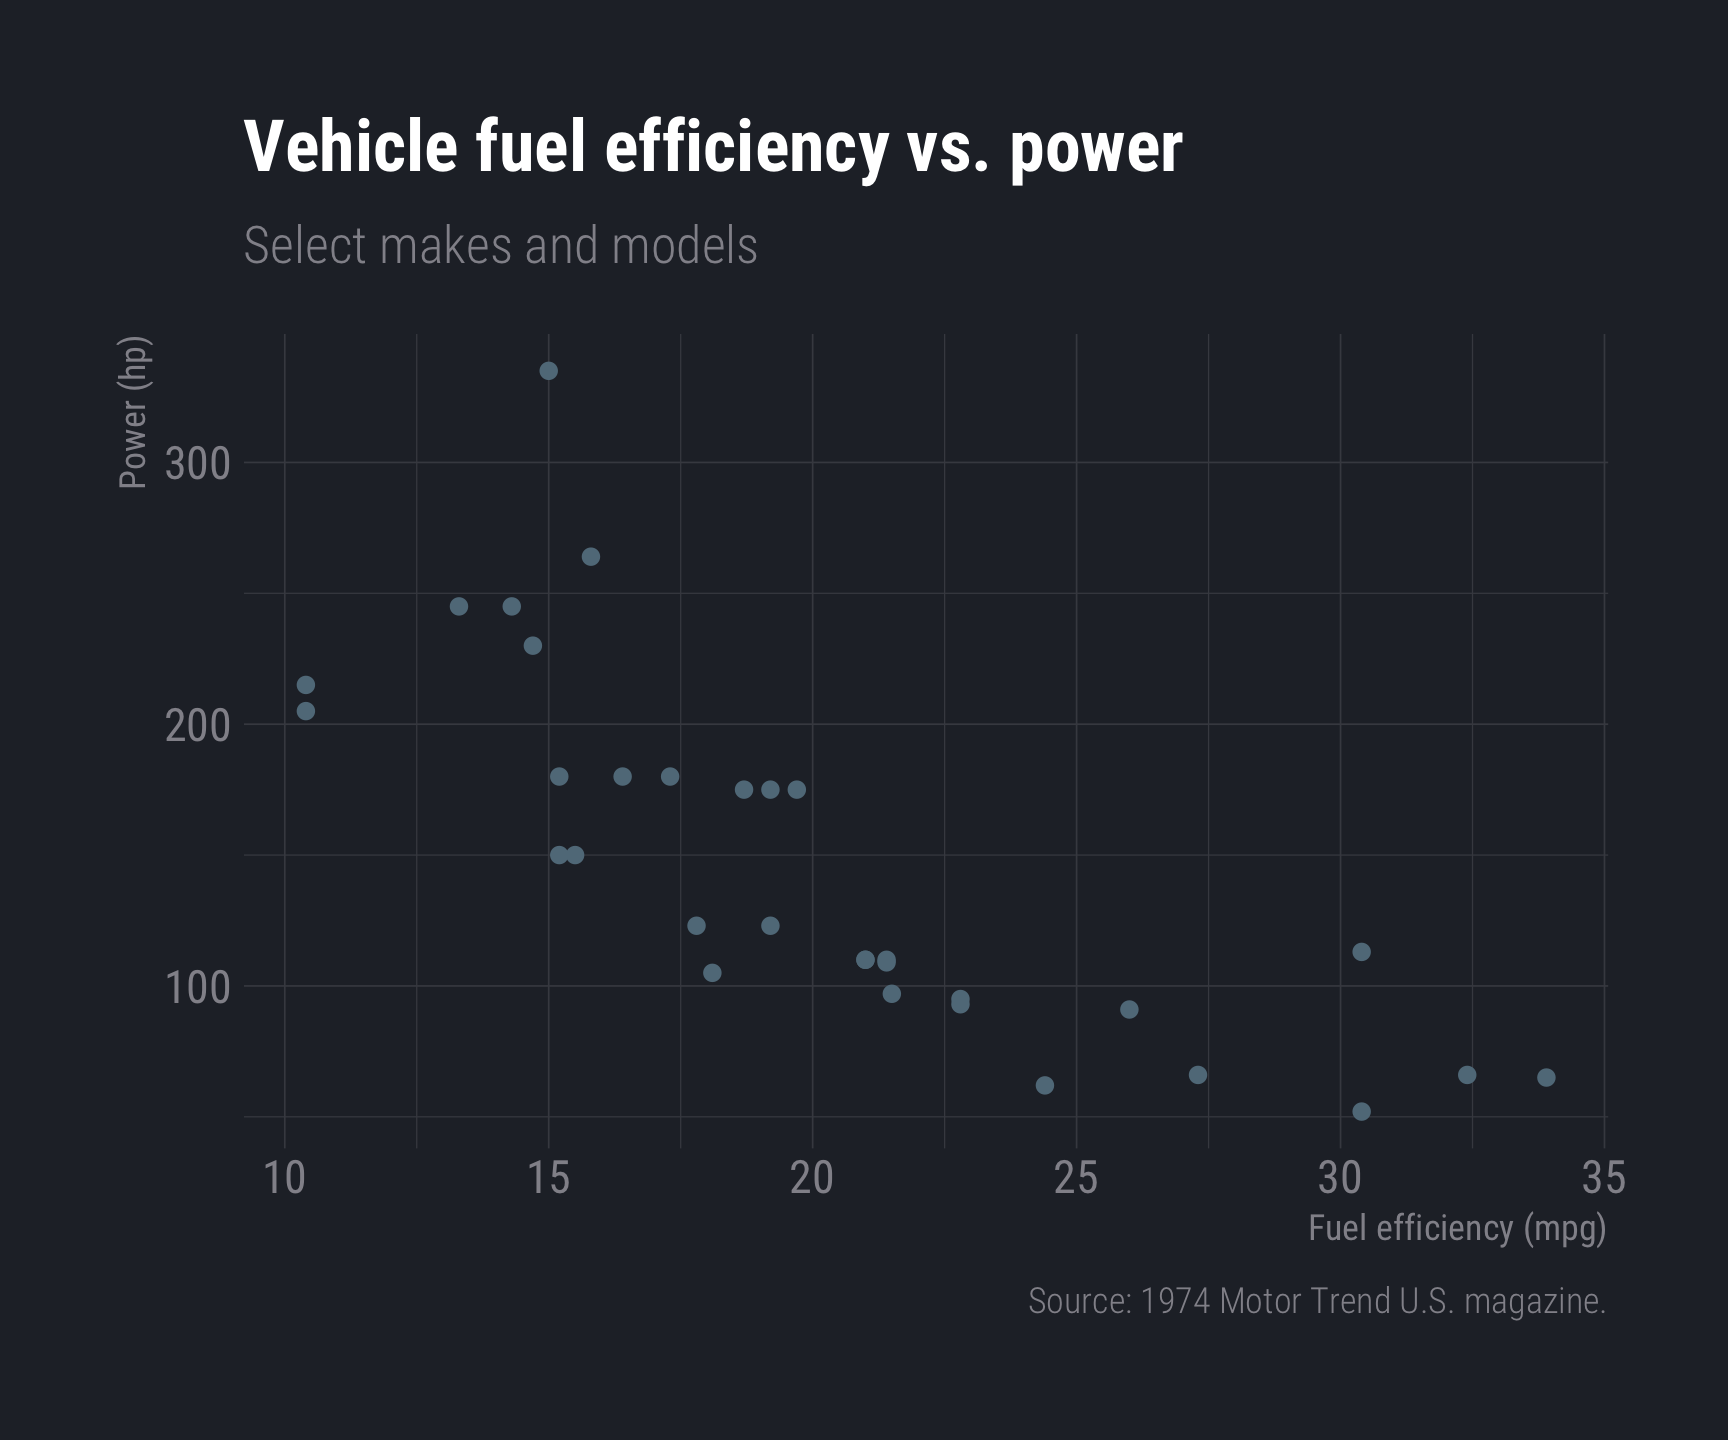 Vehicle fuel efficiency vs. power
Select makes and models
Power (hp)
300
200
100
10 15 20 25 30 35
Fuel efficiency (mpg)
Source: 1974 Motor Trend U.S. magazine.